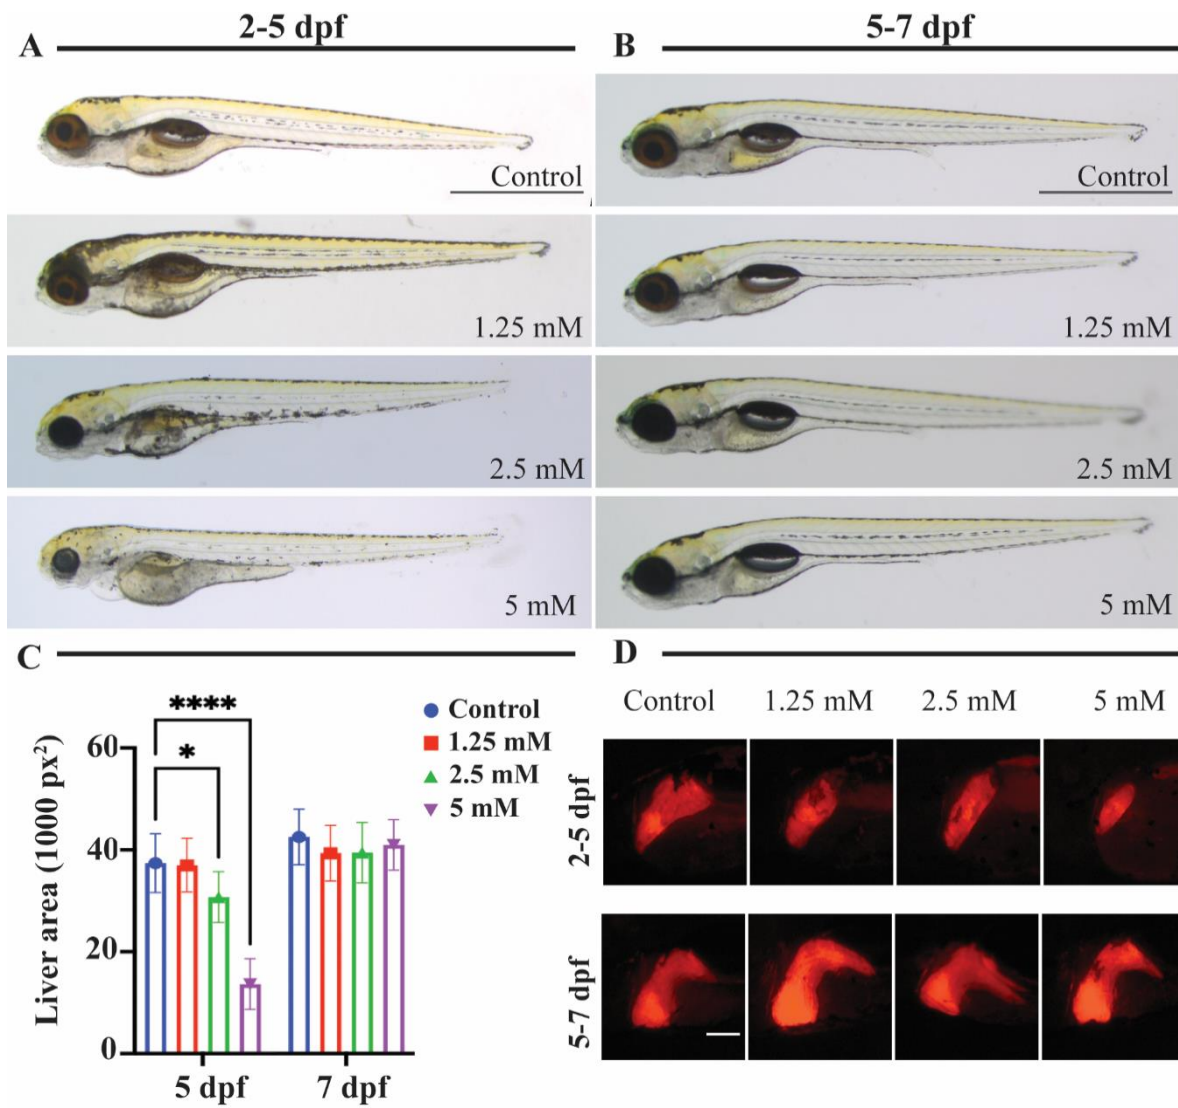 A 2-5 dpf
B 5-7 dpf
Control
Control
1.25 mM
1.25 mM
2.5 mM
2.5 mM
5 mM
5 mM
C
Liver area (1000 px²)
60
40
20
0
****
*
Control
1.25 mM
2.5 mM
5 mM
5 dpf
7 dpf
D
Control 1.25 mM 2.5 mM 5 mM
2-5 dpf
5-7 dpf